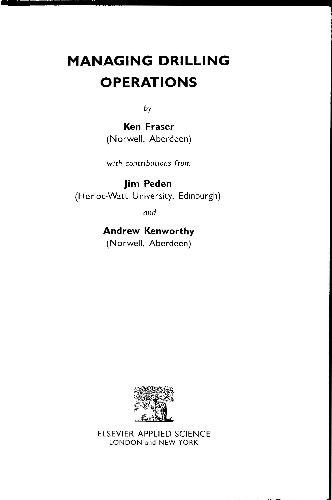 MANAGING DRILLING
OPERATIONS
by
Ken Fraser
(Norwell, Aberdeen)
with contributions from
Jim Peden
(Heriot-Watt University, Edinburgh)
and
Andrew Kenworthy
(Norwell, Aberdeen)
ELSEVIER APPLIED SCIENCE
LONDON and NEW YORK